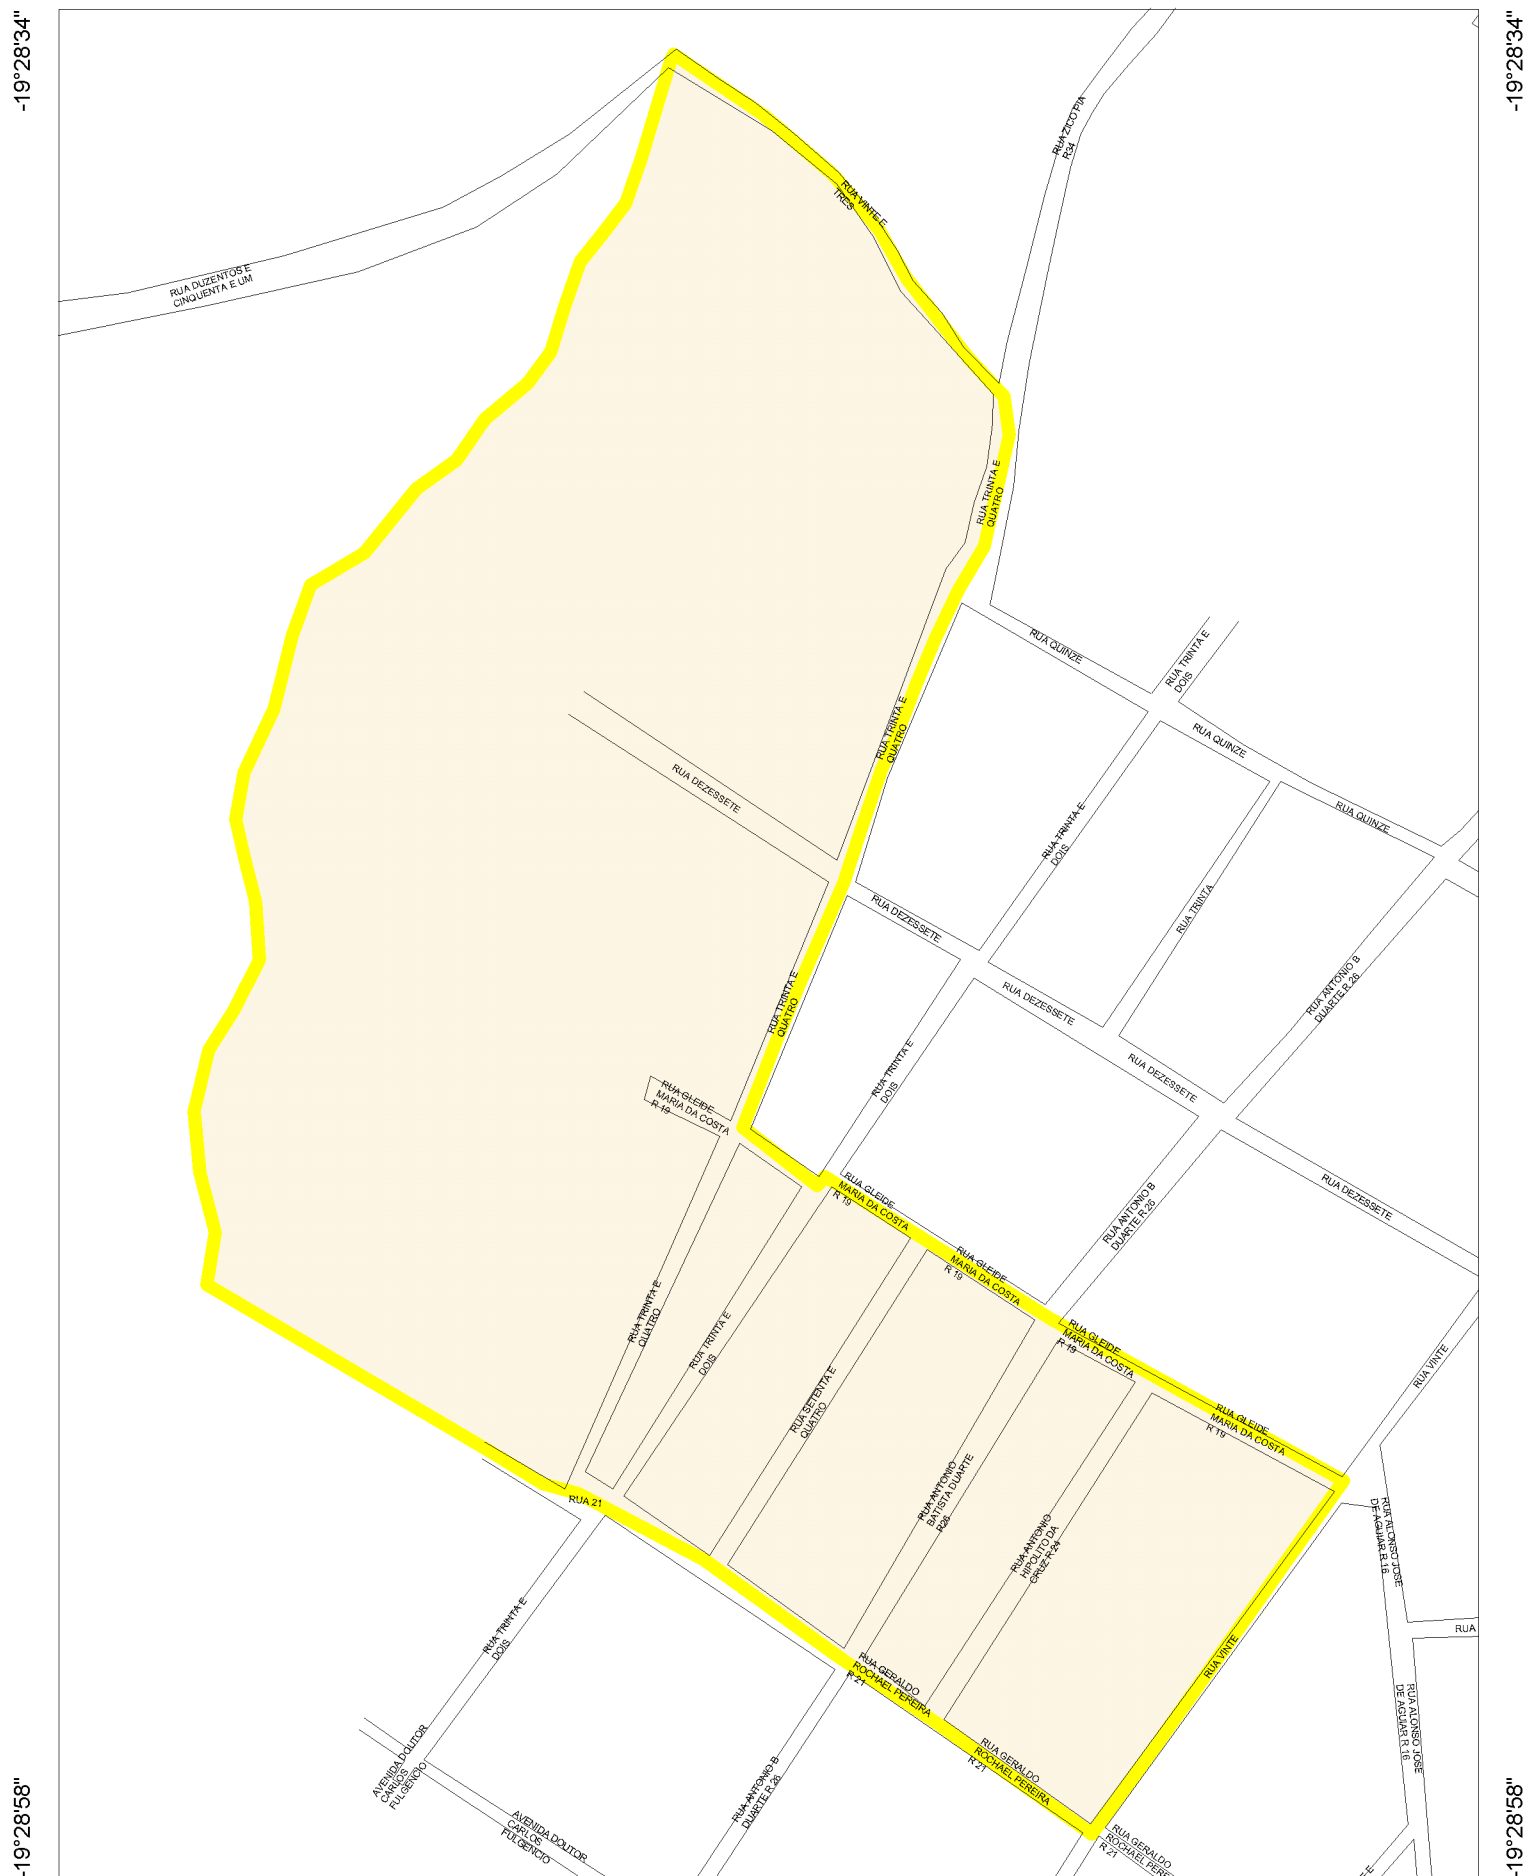 -19°28'34"
-19°28'34"
RUA ZICO PIA
R34
RUA VINTE E
TRES
RUA DUZENTOS E
CINQUENTA E UM
RUA TRINTA E
QUATRO
RUA QUINZE
RUA TRINTA E
DOIS
RUA TRINTA E
QUATRO
RUA QUINZE
RUA DEZESSETE
RUA QUINZE
RUA TRINTA E
DOIS
RUA TRINTA
RUA DEZESSETE
RUA ANTONIO B
DUARTE R 26
RUA TRINTA E
QUATRO
RUA DEZESSETE
RUA TRINTA E
DOIS
RUA DEZESSETE
RUA GLEIDE
MARIA DA COSTA
R 19
RUA GLEIDE
MARIA DA COSTA
R 19
RUA ANTONIO B
DUARTE R 26
RUA DEZESSETE
RUA GLEIDE
MARIA DA COSTA
R 19
RUA TRINTA E
QUATRO
RUA TRINTA E
DOIS
RUA GLEIDE
MARIA DA COSTA
R 19
RUA VINTE
RUA SETENTA E
QUATRO
RUA GLEIDE
MARIA DA COSTA
R 19
RUA ANTONIO
BATISTA DUARTE
R26
RUA 21
RUA ANTONIO
HIPOLITO DA
CRUZ R 24
RUA ALONSO JOSE
DE AGUIAR R 16
RUA TRINTA E
DOIS
RUA VINTE
RUA
RUA GERALDO
ROCHAEL PEREIRA
R 21
RUA ALONSO JOSE
DE AGUIAR R 16
AVENIDA DOUTOR
CARLOS
FULGENCIO
RUA GERALDO
ROCHAEL PEREIRA
R 21
RUA ANTONIO B
DUARTE R 26
AVENIDA DOUTOR
CARLOS
FULGENCIO
RUA GERALDO
ROCHAEL PERE
R 21
-19°28'58"
-19°28'58"